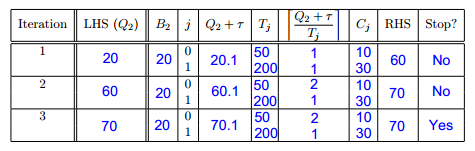 Iteration LHS (Q₂) B₂ j Q₂ + τ Tⱼ ⌈(Q₂ + τ)/Tⱼ⌉ Cⱼ RHS Stop?
1 20 20 0 20.1 50 1 10 60 No
1 200 1 30
2 60 20 0 60.1 50 2 10 70 No
1 200 1 30
3 70 20 0 70.1 50 2 10 70 Yes
1 200 1 30